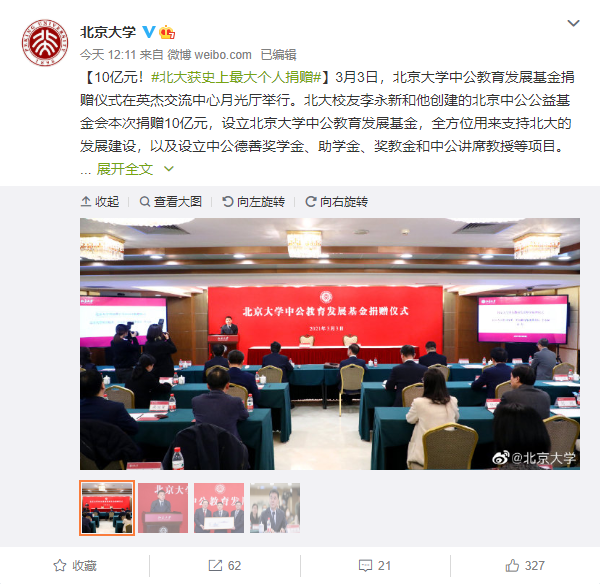 北京大学
今天 12:11 来自 微博 weibo.com 已编辑
【10亿元！#北大获史上最大个人捐赠#】3月3日，北京大学中公教育发展基金捐
赠仪式在英杰交流中心月光厅举行。北大校友李永新和他创建的北京中公公益基
金会本次捐赠10亿元，设立北京大学中公教育发展基金，全方位用来支持北大的
发展建设，以及设立中公德善奖学金、助学金、奖教金和中公讲席教授等项目。
... 展开全文
收起 查看大图 向左旋转 向右旋转
北京大学中公教育发展基金捐赠仪式
2021年3月3日
@北京大学
收藏 62 21 327